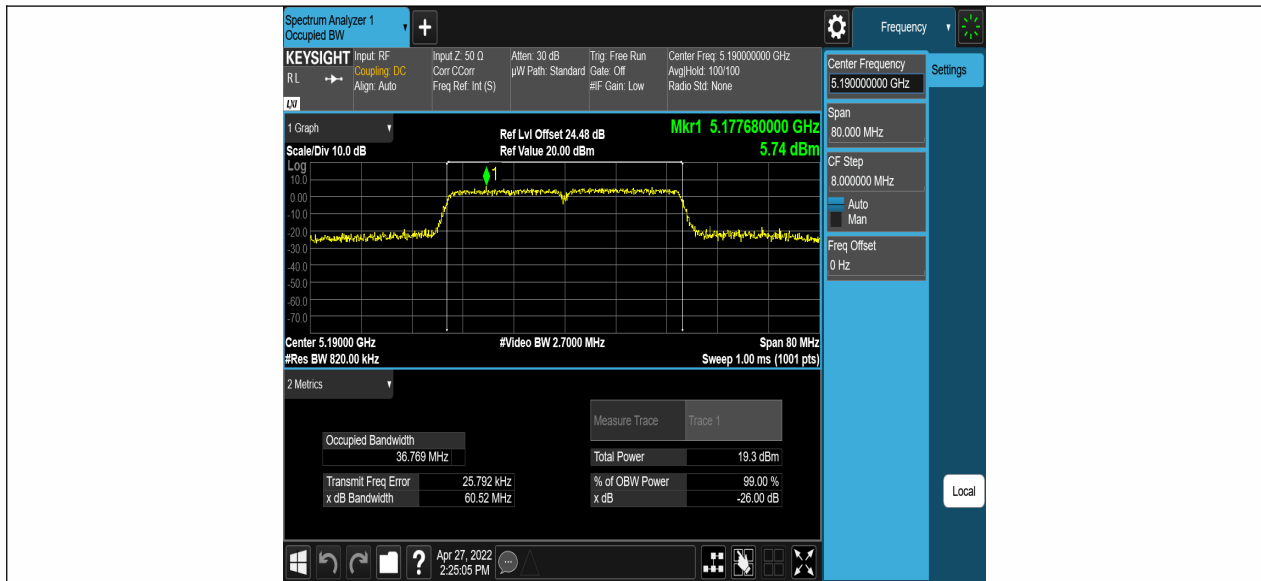 Spectrum Analyzer 1
Occupied BW
+
Frequency
KEYSIGHT
RL
LXI
Input: RF
Coupling: DC
Align: Auto
Input Z: 50 Ω
Corr CCorr
Freq Ref: Int (S)
Atten: 30 dB
µW Path: Standard
Trig: Free Run
Gate: Off
#IF Gain: Low
Center Freq: 5.190000000 GHz
Avg|Hold: 100/100
Radio Std: None
Center Frequency
5.190000000 GHz
Settings
Span
80.000 MHz
CF Step
8.000000 MHz
Auto
Man
Freq Offset
0 Hz
Local
1 Graph
Scale/Div 10.0 dB
Ref Lvl Offset 24.48 dB
Ref Value 20.00 dBm
Mkr1 5.177680000 GHz
5.74 dBm
Log
10.0
0.00
-10.0
-20.0
-30.0
-40.0
-50.0
-60.0
-70.0
1
Center 5.19000 GHz
#Video BW 2.7000 MHz
Span 80 MHz
#Res BW 820.00 kHz
Sweep 1.00 ms (1001 pts)
2 Metrics
Measure Trace
Trace 1
Occupied Bandwidth
36.769 MHz
Total Power
19.3 dBm
Transmit Freq Error
25.792 kHz
% of OBW Power
99.00 %
x dB Bandwidth
60.52 MHz
x dB
-26.00 dB
?
Apr 27, 2022
2:25:05 PM